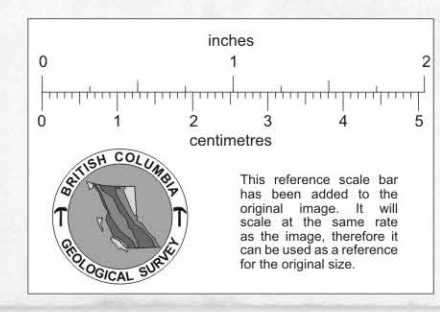 inches
0 1 2
0 1 2 3 4 5
centimetres
BRITISH COLUMBIA
GEOLOGICAL SURVEY
This reference scale bar
has been added to the
original image. It will
scale at the same rate
as the image, therefore it
can be used as a reference
for the original size.